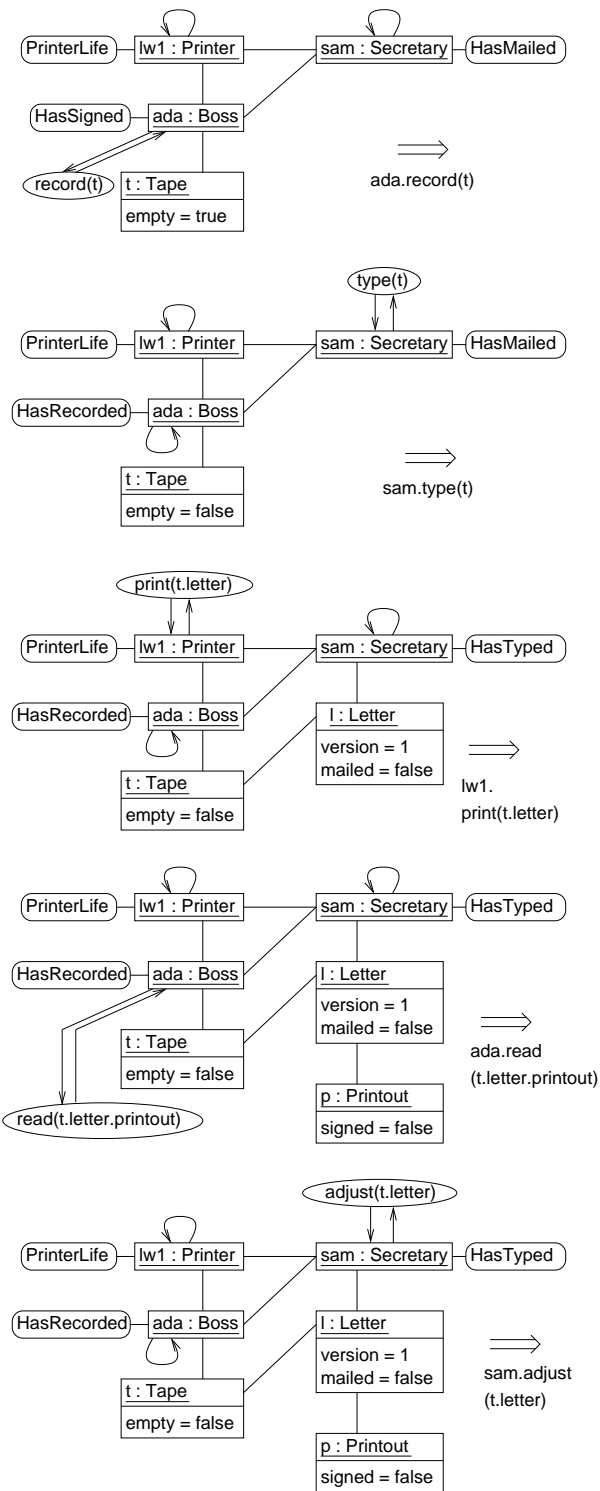 PrinterLife lw1 : Printer sam : Secretary HasMailed
HasSigned ada : Boss
record(t)
t : Tape
empty = true
ada.record(t)
type(t)
PrinterLife lw1 : Printer sam : Secretary HasMailed
HasRecorded ada : Boss
t : Tape
empty = false
sam.type(t)
print(t.letter)
PrinterLife lw1 : Printer sam : Secretary HasTyped
HasRecorded ada : Boss
l : Letter
version = 1
mailed = false
t : Tape
empty = false
lw1.
print(t.letter)
PrinterLife lw1 : Printer sam : Secretary HasTyped
HasRecorded ada : Boss
l : Letter
version = 1
mailed = false
t : Tape
empty = false
ada.read
(t.letter.printout)
read(t.letter.printout)
p : Printout
signed = false
adjust(t.letter)
PrinterLife lw1 : Printer sam : Secretary HasTyped
HasRecorded ada : Boss
l : Letter
version = 1
mailed = false
t : Tape
empty = false
sam.adjust
(t.letter)
p : Printout
signed = false